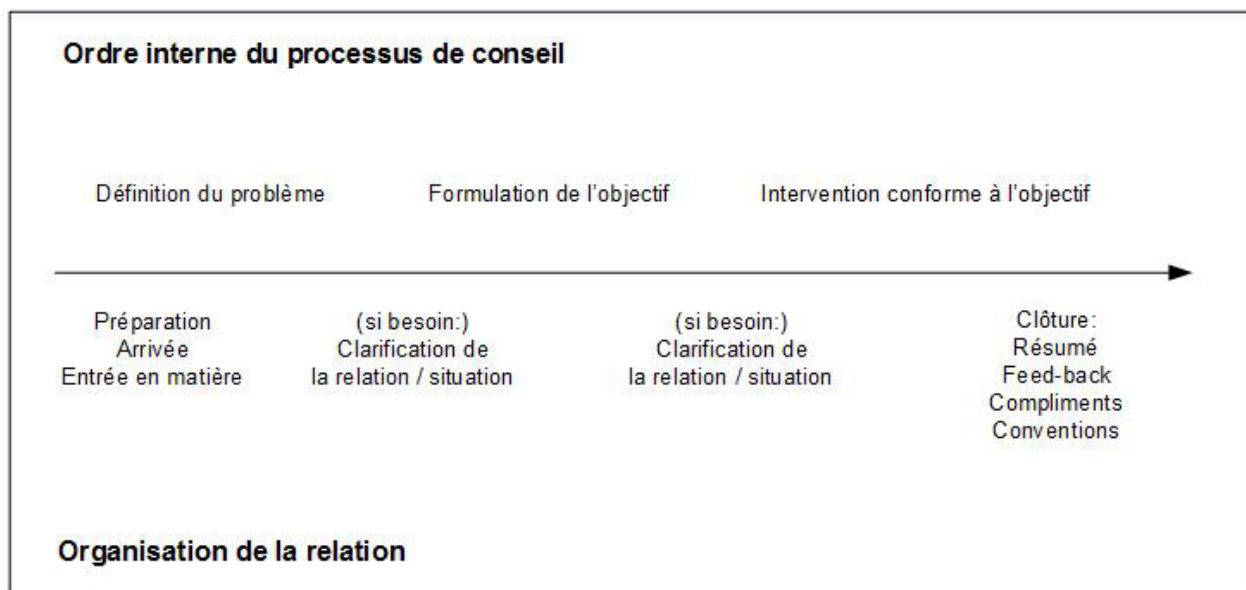 Ordre interne du processus de conseil
Définition du problème
Formulation de l'objectif
Intervention conforme à l'objectif
Préparation
Arrivée
Entrée en matière
(si besoin:)
Clarification de
la relation / situation
(si besoin:)
Clarification de
la relation / situation
Clôture:
Résumé
Feed-back
Compliments
Conventions
Organisation de la relation